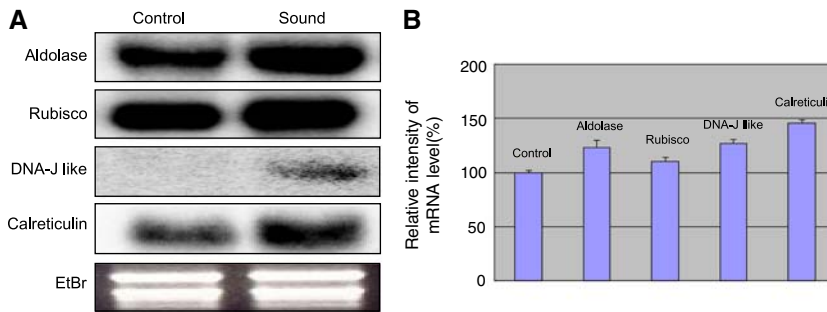 A
Control Sound
Aldolase
Rubisco
DNA-J like
Calreticulin
EtBr
B
Relative intensity of
mRNA level(%)
200
150
100
50
0
Control
Aldolase
Rubisco
DNA-J like
Calreticulin